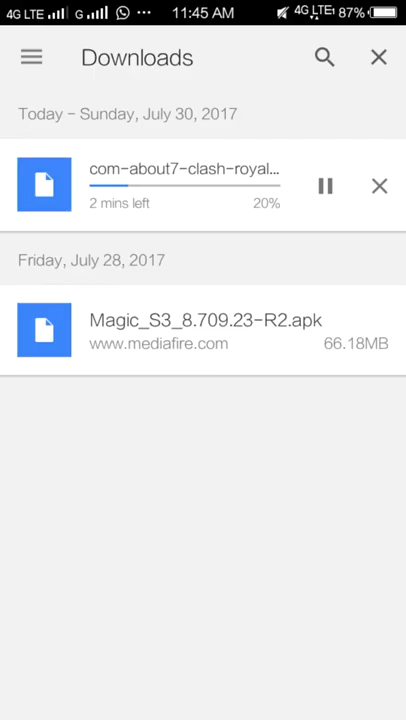 4G LTE G ··· 11:45 AM 4G LTE 87%
Downloads
Today – Sunday, July 30, 2017
com-about7-clash-royal...
2 mins left 20%
Friday, July 28, 2017
Magic_S3_8.709.23-R2.apk
www.mediafire.com 66.18MB